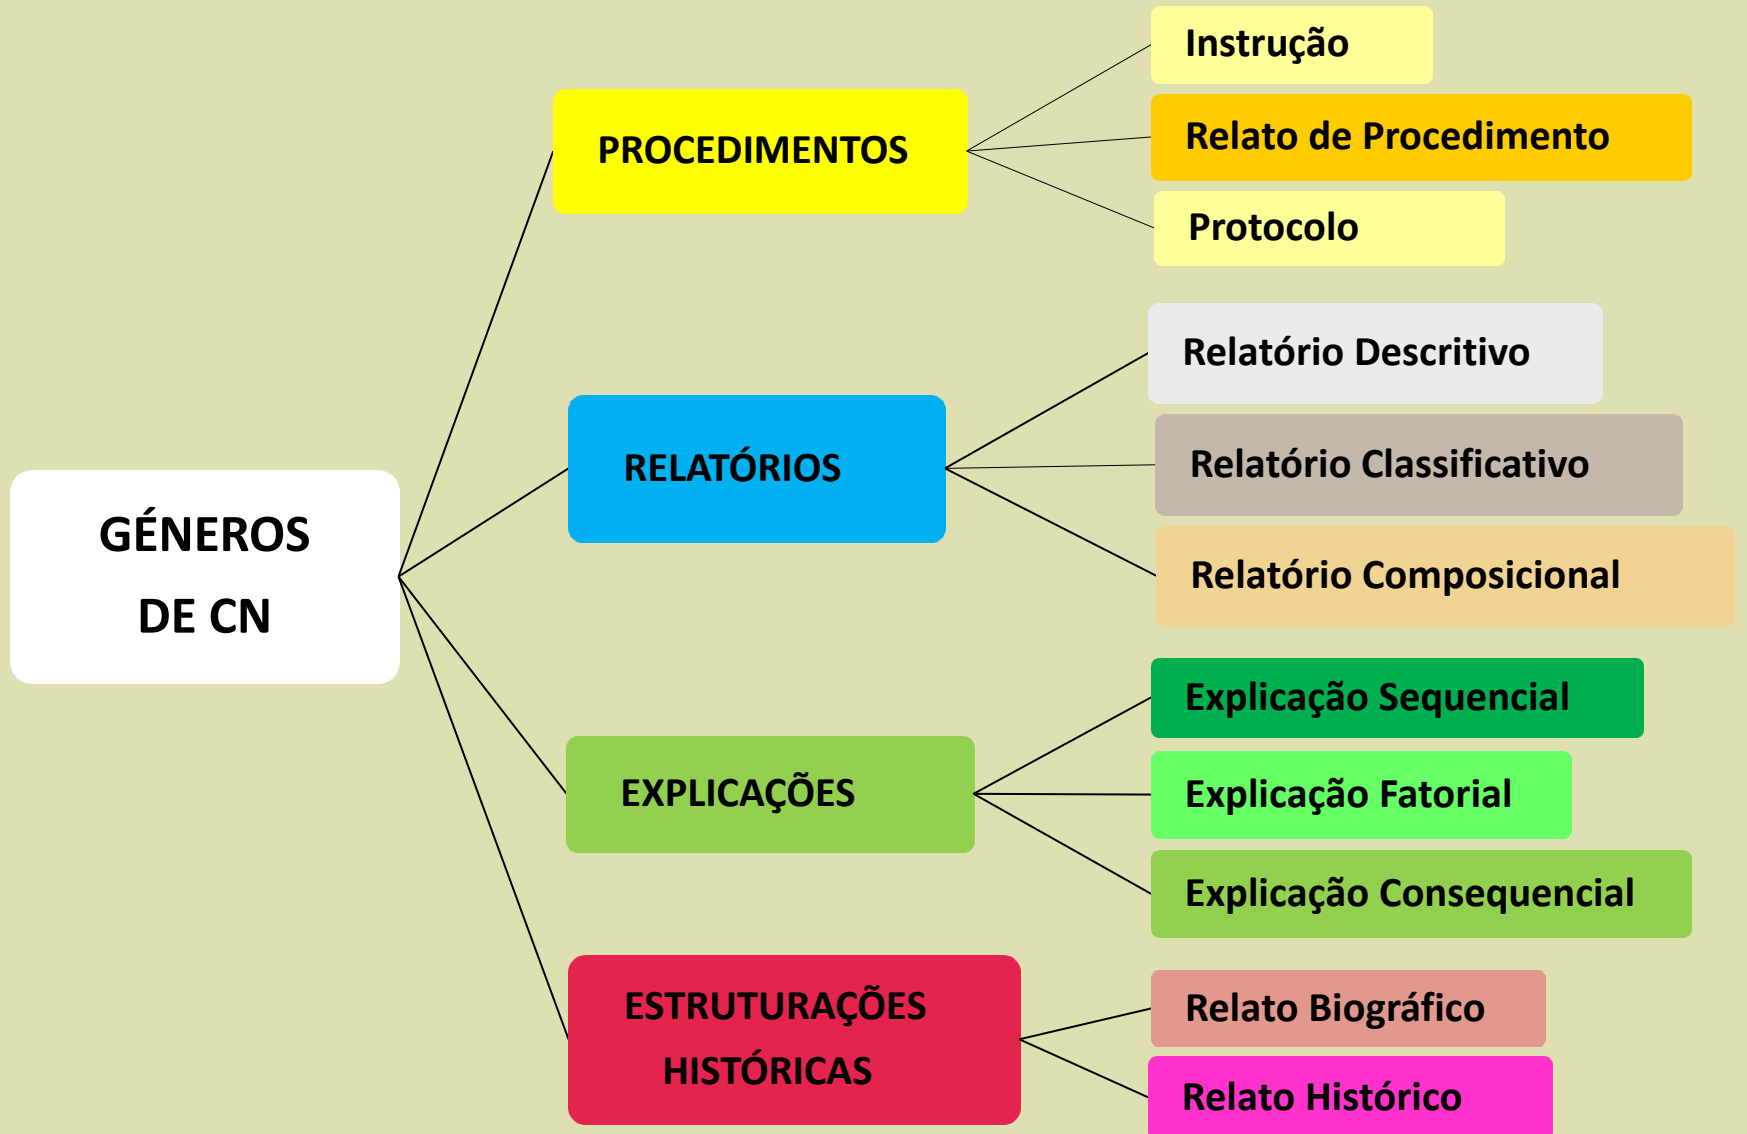 GÉNEROS
DE CN
PROCEDIMENTOS
Instrução
Relato de Procedimento
Protocolo
RELATÓRIOS
Relatório Descritivo
Relatório Classificativo
Relatório Composicional
EXPLICAÇÕES
Explicação Sequencial
Explicação Fatorial
Explicação Consequencial
ESTRUTURAÇÕES
HISTÓRICAS
Relato Biográfico
Relato Histórico